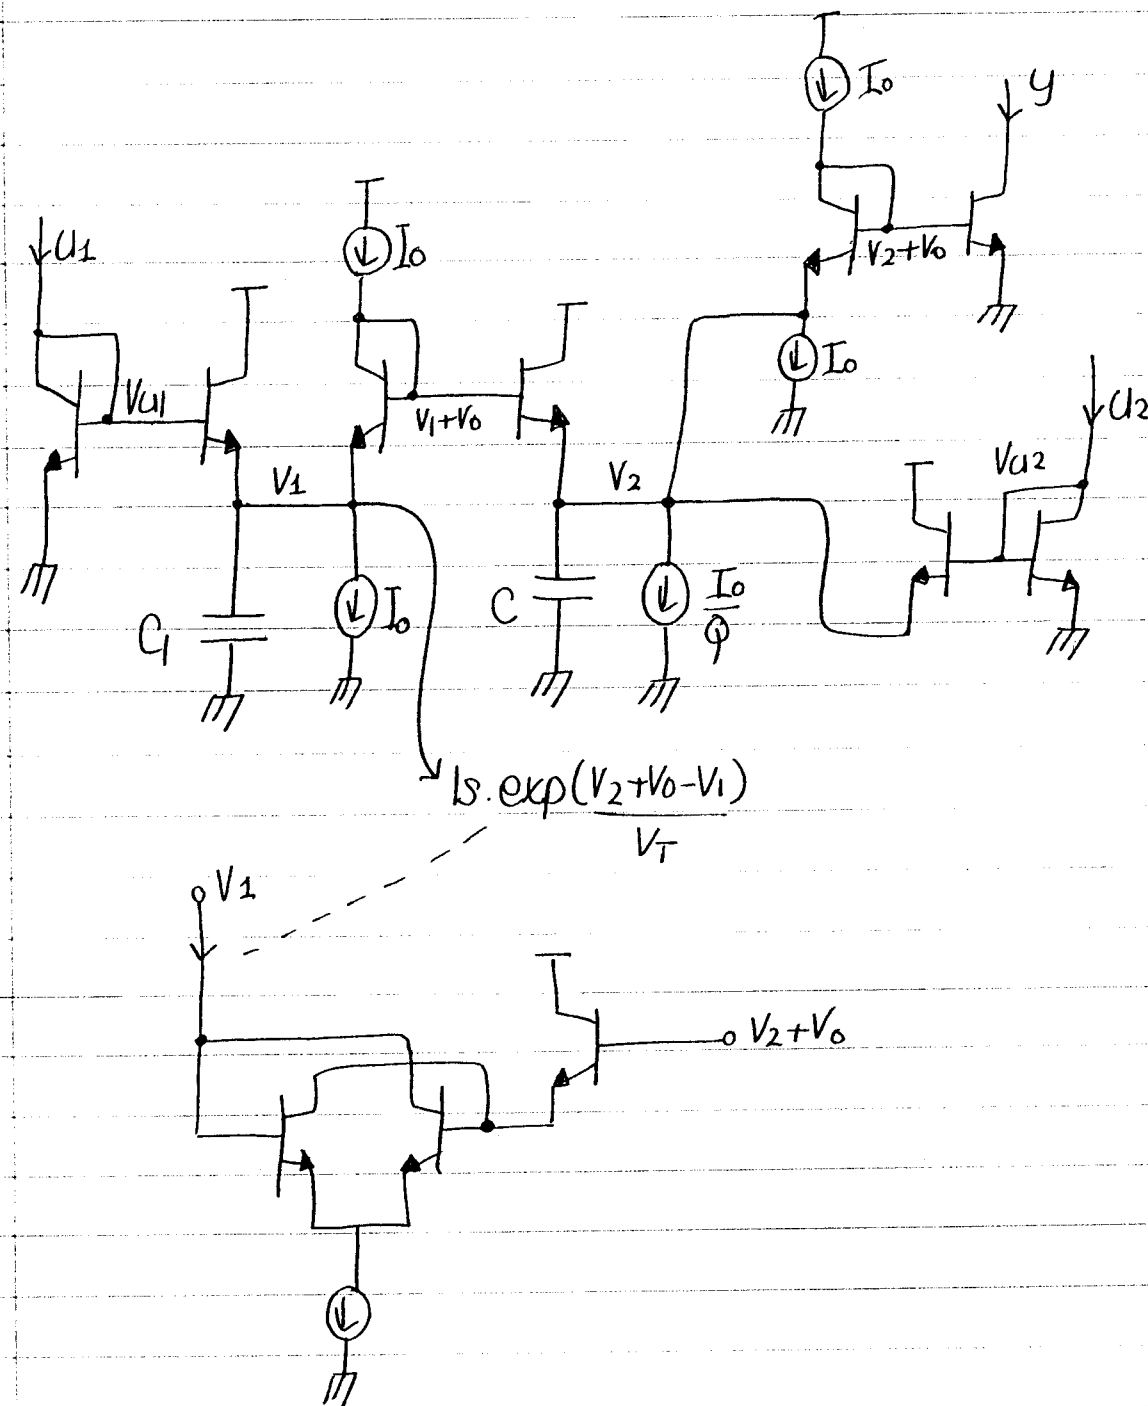 I₀
y
U1
I₀
V₂+V₀
Vu1
V₁+V₀
I₀
U2
V1
V2
Vu2
C₁
I₀
C
I₀
Q
Is.exp(V₂+V₀-V₁)
V_T
V1
V₂+V₀